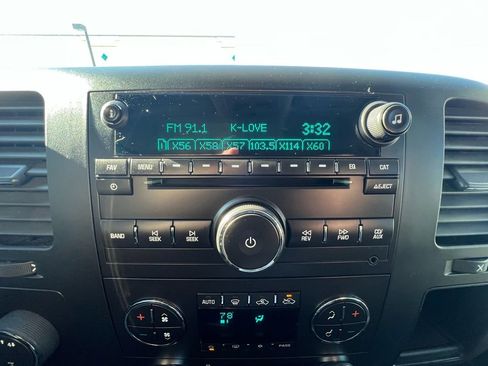 FM 91.1 K-LOVE 3:32
X56 X58 X57 103.5 X114 X60
FAV MENU EQ CAT
EJECT
BAND SEEK SEEK REV FWD CD/AUX
AUTO
78
PASS